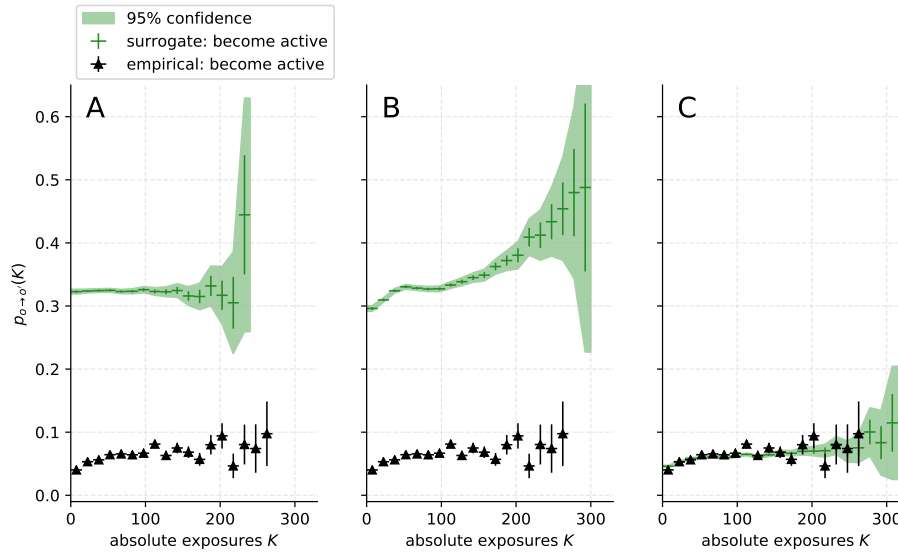 95% confidence
surrogate: become active
empirical: become active
A
B
C
0.6
0.5
0.4
0.3
0.2
0.1
0.0
p_{o→o'}(K)
0 100 200 300
0 100 200 300
0 100 200 300
absolute exposures K
absolute exposures K
absolute exposures K